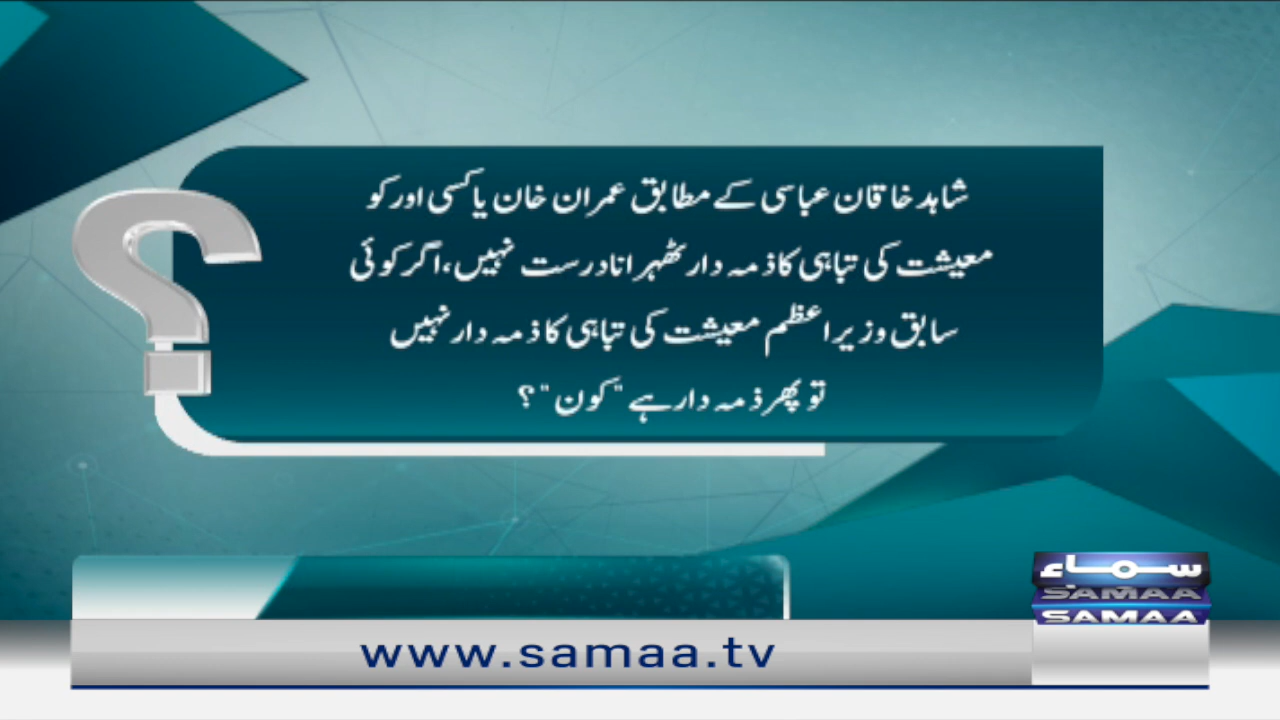 شاہد خاقان عباسی کے مطابق عمران خان یا کسی اور کو
معیشت کی تباہی کا ذمہ دار ٹھہرانا درست نہیں، اگر کوئی
سابق وزیراعظم معیشت کی تباہی کا ذمہ دار نہیں
تو پھر ذمہ دار ہے "کون"؟
سماء
SAMAA
SAMAA
www.samaa.tv